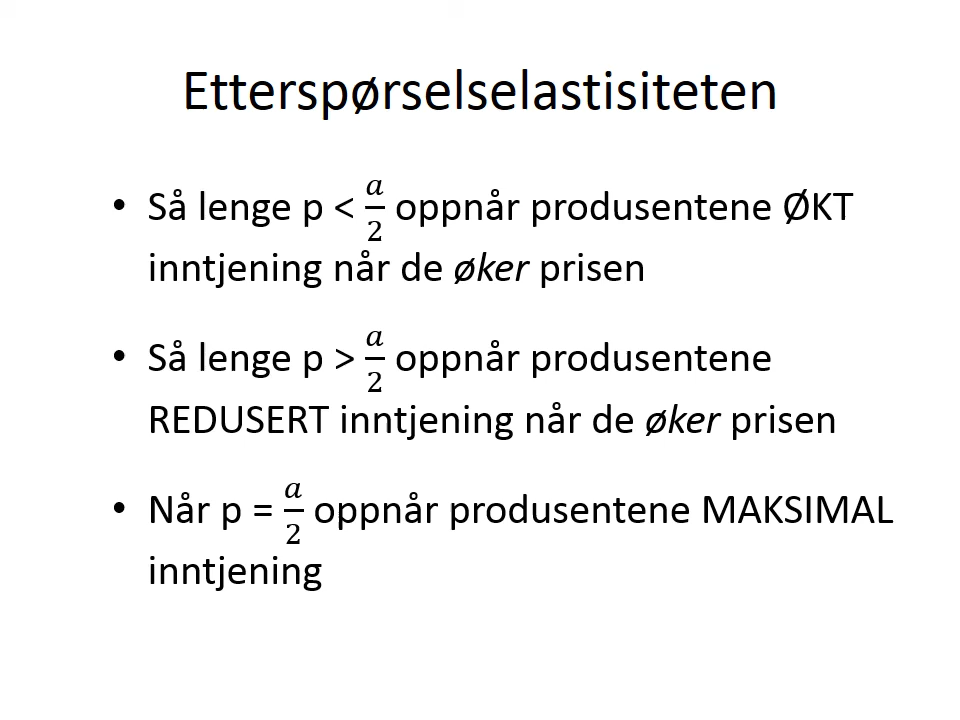 Etterspørselselastisiteten
• Så lenge p < a/2 oppnår produsentene ØKT
inntjening når de øker prisen
• Så lenge p > a/2 oppnår produsentene
REDUSERT inntjening når de øker prisen
• Når p = a/2 oppnår produsentene MAKSIMAL
inntjening